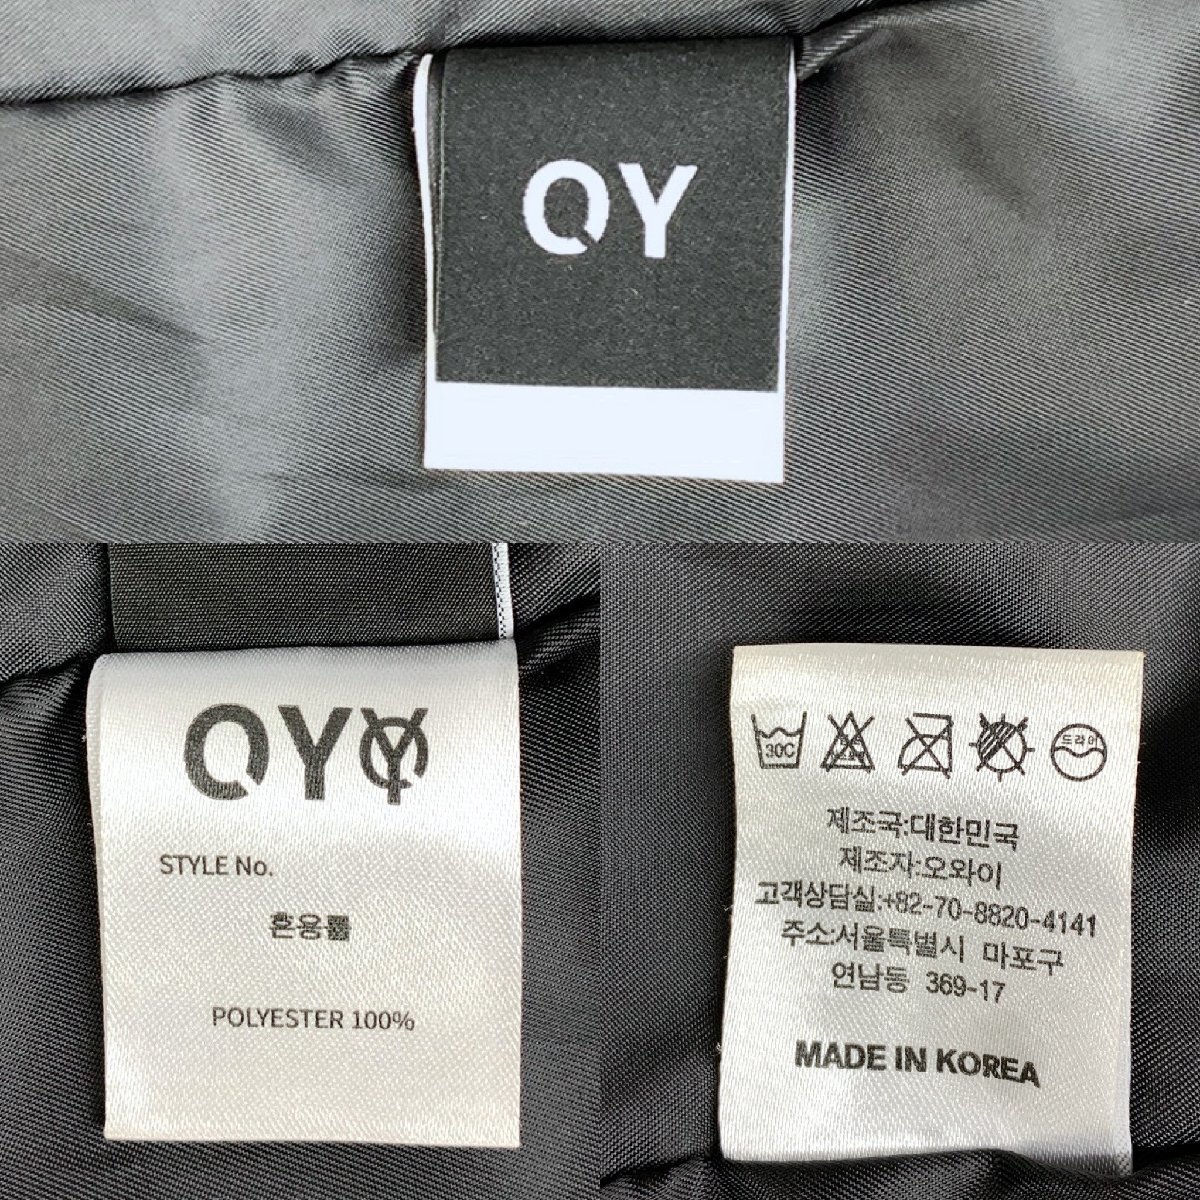 OY
OYY
STYLE No.
혼용률
POLYESTER 100%
30C
드라이
제조국:대한민국
제조자:오와이
고객상담실:+82-70-8820-4141
주소:서울특별시 마포구
연남동 369-17
MADE IN KOREA